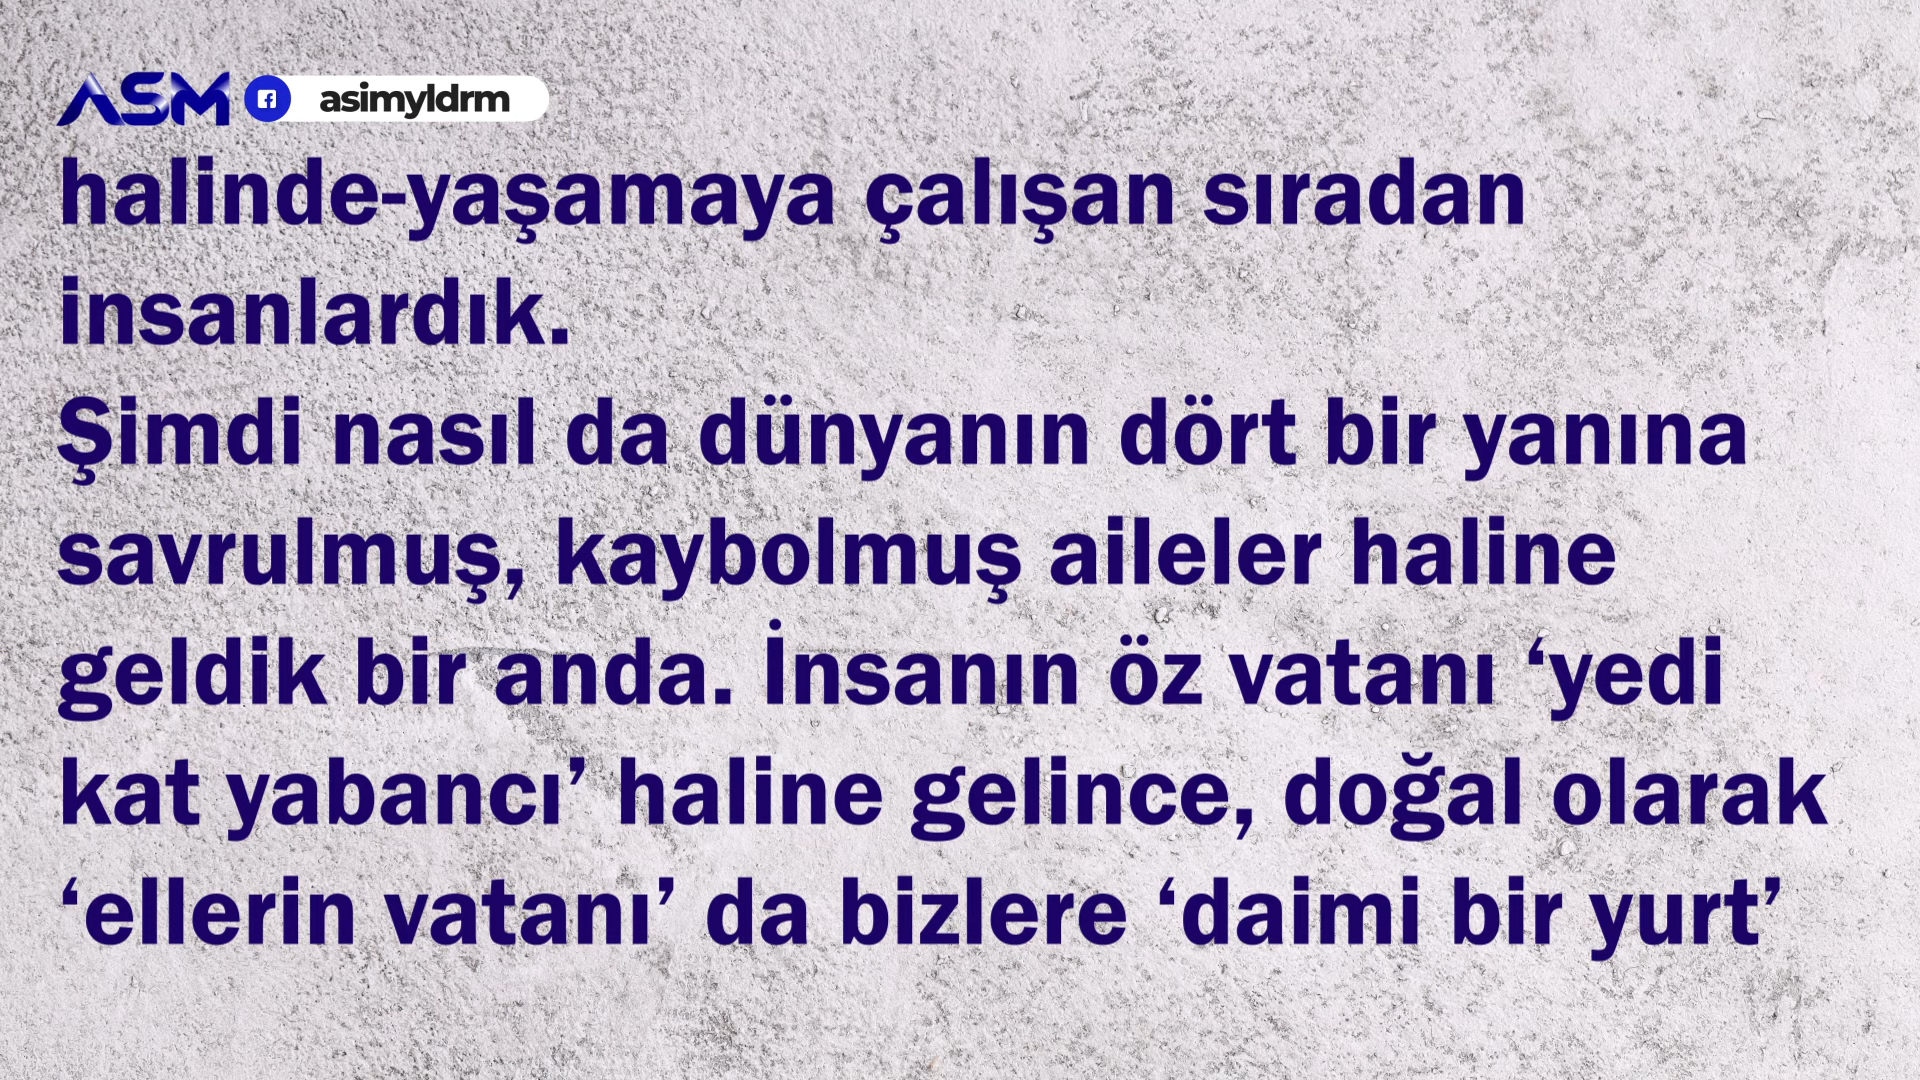 ASM asimyldrm
halinde-yaşamaya çalışan sıradan
insanlardık.
Şimdi nasıl da dünyanın dört bir yanına
savrulmuş, kaybolmuş aileler haline
geldik bir anda. İnsanın öz vatanı ‘yedi
kat yabancı’ haline gelince, doğal olarak
‘ellerin vatanı’ da bizlere ‘daimi bir yurt’